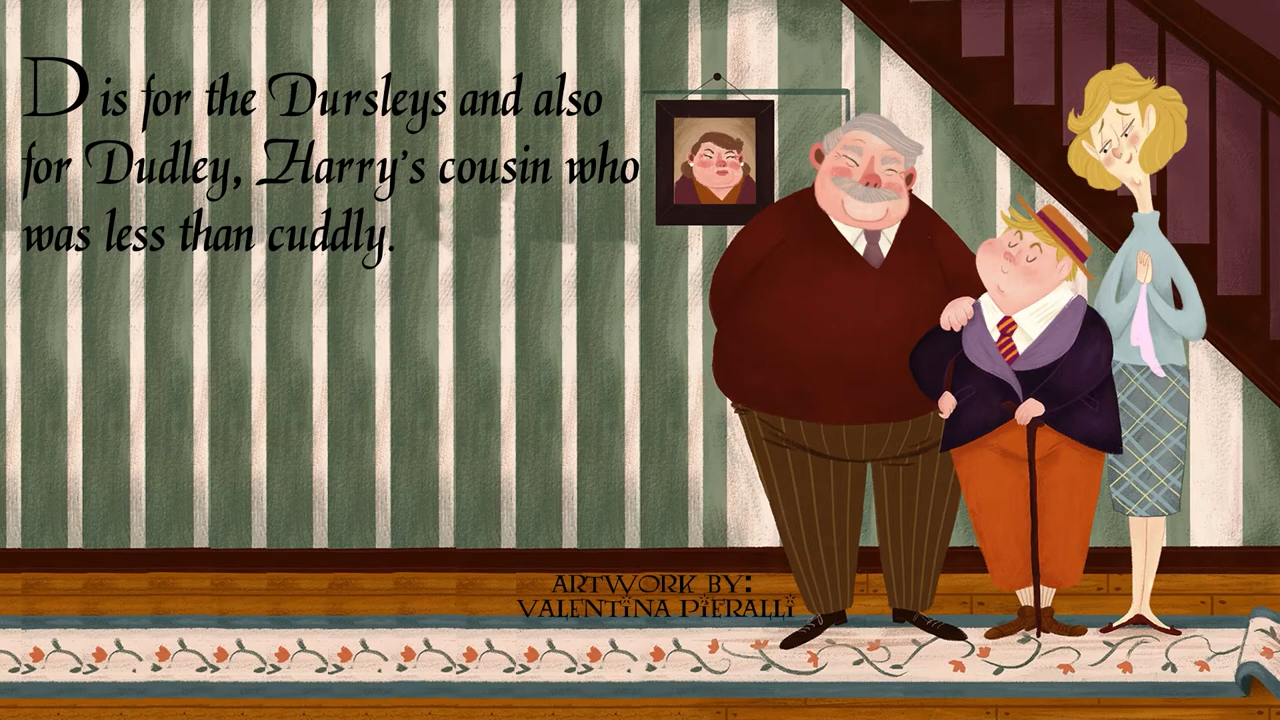 D is for the Dursleys and also
for Dudley, Harry's cousin who
was less than cuddly.
ARTWORK BY:
VALENTINA PIERALLI